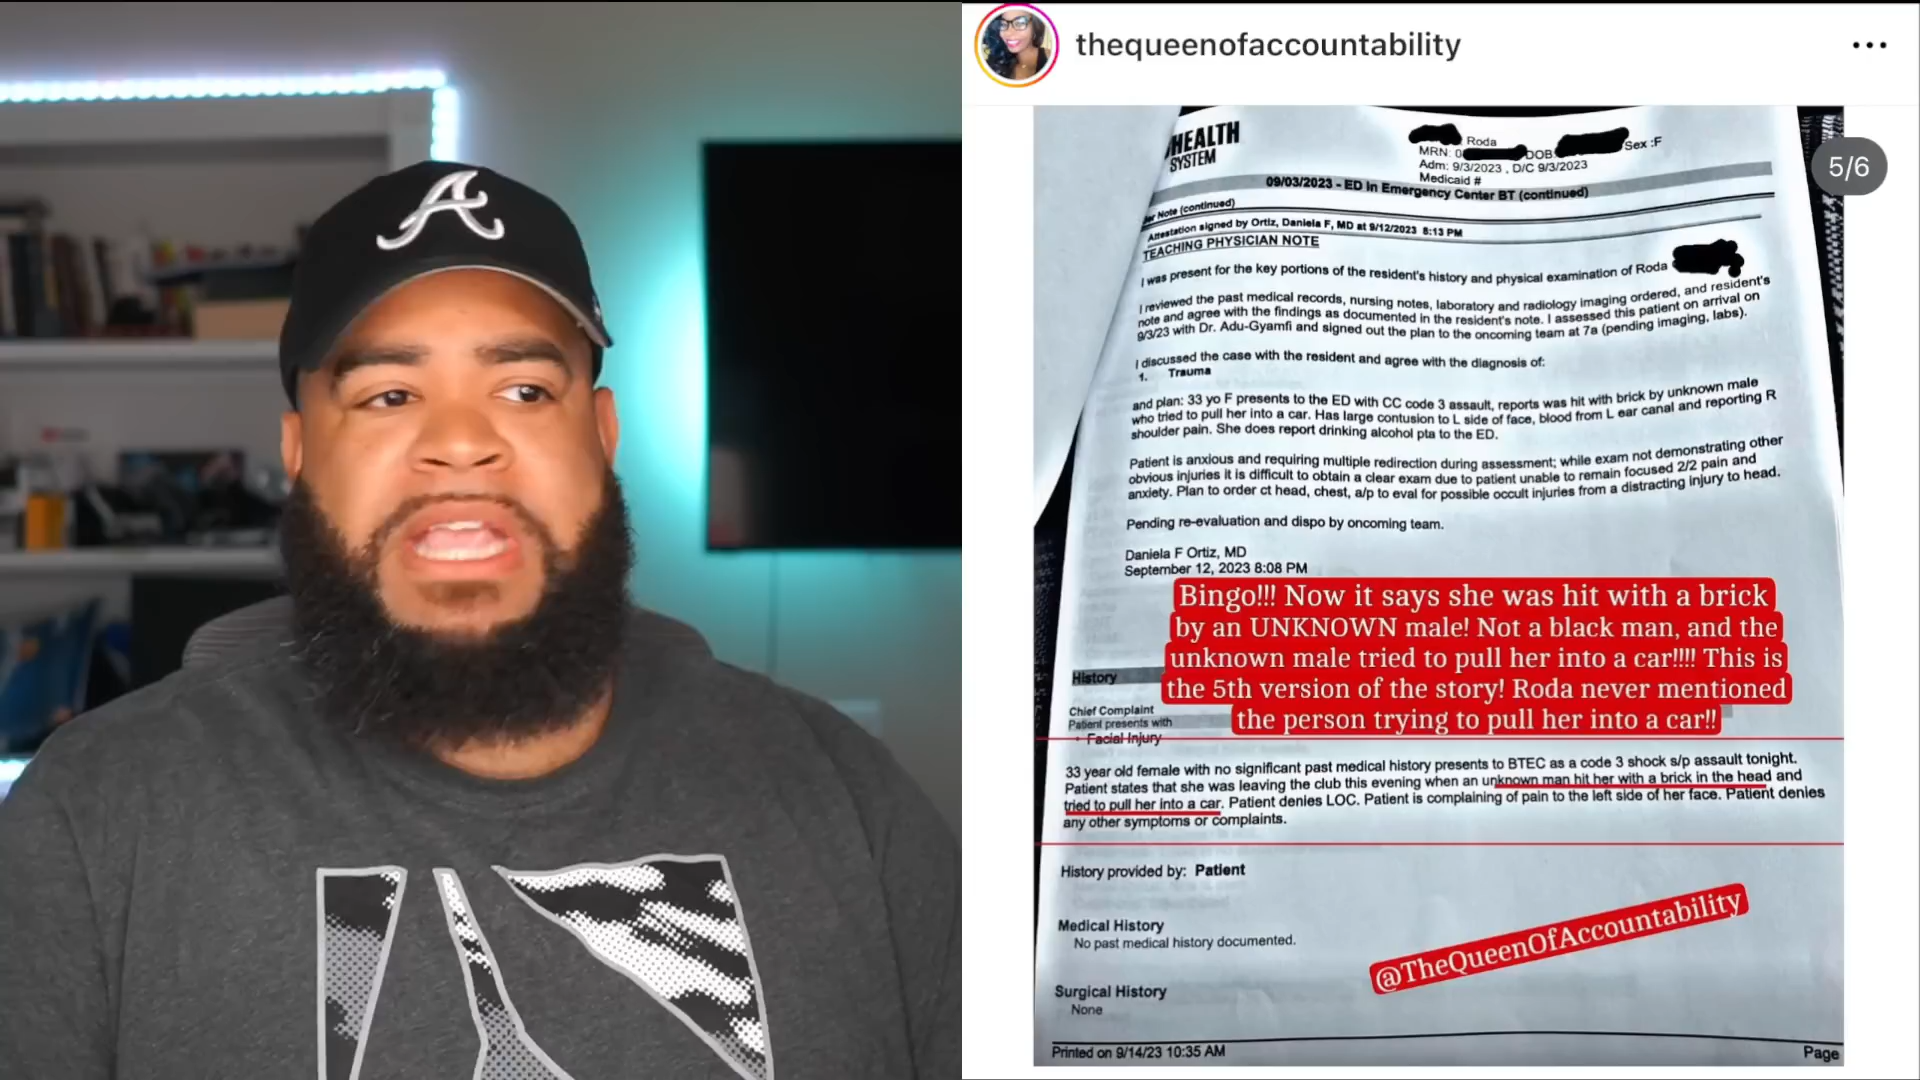 thequeenofaccountability
5/6
HEALTH
SYSTEM
Roda
MRN: 0 DOB: Sex :F
Adm: 9/3/2023 , D/C 9/3/2023
Medicaid #
09/03/2023 - ED in Emergency Center BT (continued)
Note (continued)
Attestation signed by Ortiz, Daniela F, MD at 9/12/2023 8:13 PM
TEACHING PHYSICIAN NOTE
I was present for the key portions of the resident's history and physical examination of Roda
I reviewed the past medical records, nursing notes, laboratory and radiology imaging ordered, and resident's
note and agree with the findings as documented in the resident's note. I assessed this patient on arrival on
9/3/23 with Dr. Adu-Gyamfi and signed out the plan to the oncoming team at 7a (pending imaging, labs).
I discussed the case with the resident and agree with the diagnosis of:
1. Trauma
and plan: 33 yo F presents to the ED with CC code 3 assault, reports was hit with brick by unknown male
who tried to pull her into a car. Has large contusion to L side of face, blood from L ear canal and reporting R
shoulder pain. She does report drinking alcohol pta to the ED.
Patient is anxious and requiring multiple redirection during assessment; while exam not demonstrating other
obvious injuries it is difficult to obtain a clear exam due to patient unable to remain focused 2/2 pain and
anxiety. Plan to order ct head, chest, a/p to eval for possible occult injuries from a distracting injury to head.
Pending re-evaluation and dispo by oncoming team.
Daniela F Ortiz, MD
September 12, 2023 8:08 PM
Bingo!!! Now it says she was hit with a brick
by an UNKNOWN male! Not a black man, and the
unknown male tried to pull her into a car!!!! This is
the 5th version of the story! Roda never mentioned
the person trying to pull her into a car!!
History
Chief Complaint
Patient presents with
• Facial Injury
33 year old female with no significant past medical history presents to BTEC as a code 3 shock s/p assault tonight.
Patient states that she was leaving the club this evening when an unknown man hit her with a brick in the head and
tried to pull her into a car. Patient denies LOC. Patient is complaining of pain to the left side of her face. Patient denies
any other symptoms or complaints.
History provided by: Patient
Medical History
No past medical history documented.
@TheQueenOfAccountability
Surgical History
None
Printed on 9/14/23 10:35 AM
Page